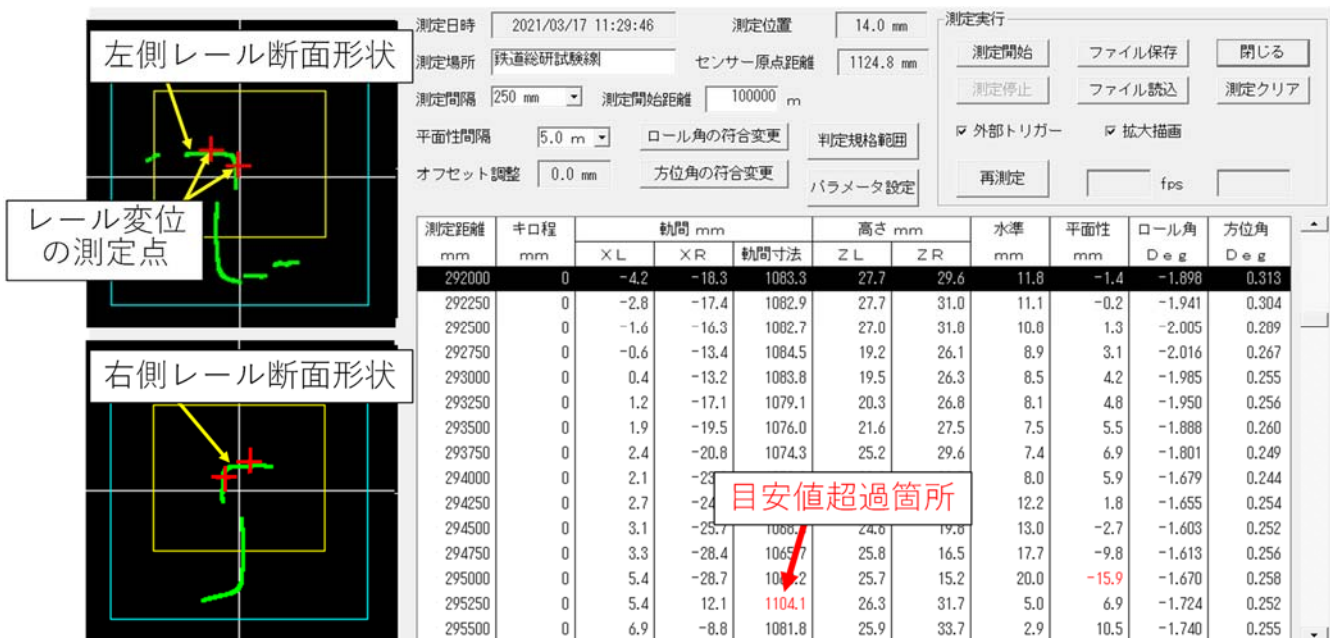 左側レール断面形状
レール変位
の測定点
右側レール断面形状
測定日時 2021/03/17 11:29:46 測定位置 14.0 mm
測定場所 鉄道総研試験線 センサー原点距離 1124.8 mm
測定間隔 250 mm 測定開始距離 100000 m
平面性間隔 5.0 m ロール角の符合変更 判定規格範囲
オフセット調整 0.0 mm 方位角の符合変更 パラメータ設定
測定実行
測定開始 ファイル保存 閉じる
測定停止 ファイル読込 測定クリア
外部トリガー 拡大描画
再測定 fps
測定距離 キロ程 軌間 mm 高さ mm 水準 平面性 ロール角 方位角
mm mm XL XR 軌間寸法 ZL ZR mm mm Deg Deg
292000 0 -4.2 -18.3 1083.3 27.7 29.6 11.8 -1.4 -1.898 0.313
292250 0 -2.8 -17.4 1082.9 27.7 31.0 11.1 -0.2 -1.941 0.304
292500 0 -1.6 -16.3 1082.7 27.0 31.8 10.8 1.3 -2.005 0.289
292750 0 -0.6 -13.4 1084.5 19.2 26.1 8.9 3.1 -2.016 0.267
293000 0 0.4 -13.2 1083.8 19.5 26.3 8.5 4.2 -1.985 0.255
293250 0 1.2 -17.1 1079.1 20.3 26.8 8.1 4.8 -1.950 0.256
293500 0 1.9 -19.5 1076.0 21.6 27.5 7.5 5.5 -1.888 0.260
293750 0 2.4 -20.8 1074.3 25.2 29.6 7.4 6.9 -1.801 0.249
294000 0 2.1 8.0 5.9 -1.679 0.244
目安値超過箇所
294250 0 2.7 12.2 1.8 -1.655 0.254
294500 0 3.1 -25.7 24.6 19.8 13.0 -2.7 -1.603 0.252
294750 0 3.3 -28.4 25.8 16.5 17.7 -9.8 -1.613 0.256
295000 0 5.4 -28.7 25.7 15.2 20.0 -15.9 -1.670 0.258
295250 0 5.4 12.1 1104.1 26.3 31.7 5.0 6.9 -1.724 0.252
295500 0 6.9 -8.8 1081.8 25.9 33.7 2.9 10.5 -1.740 0.255